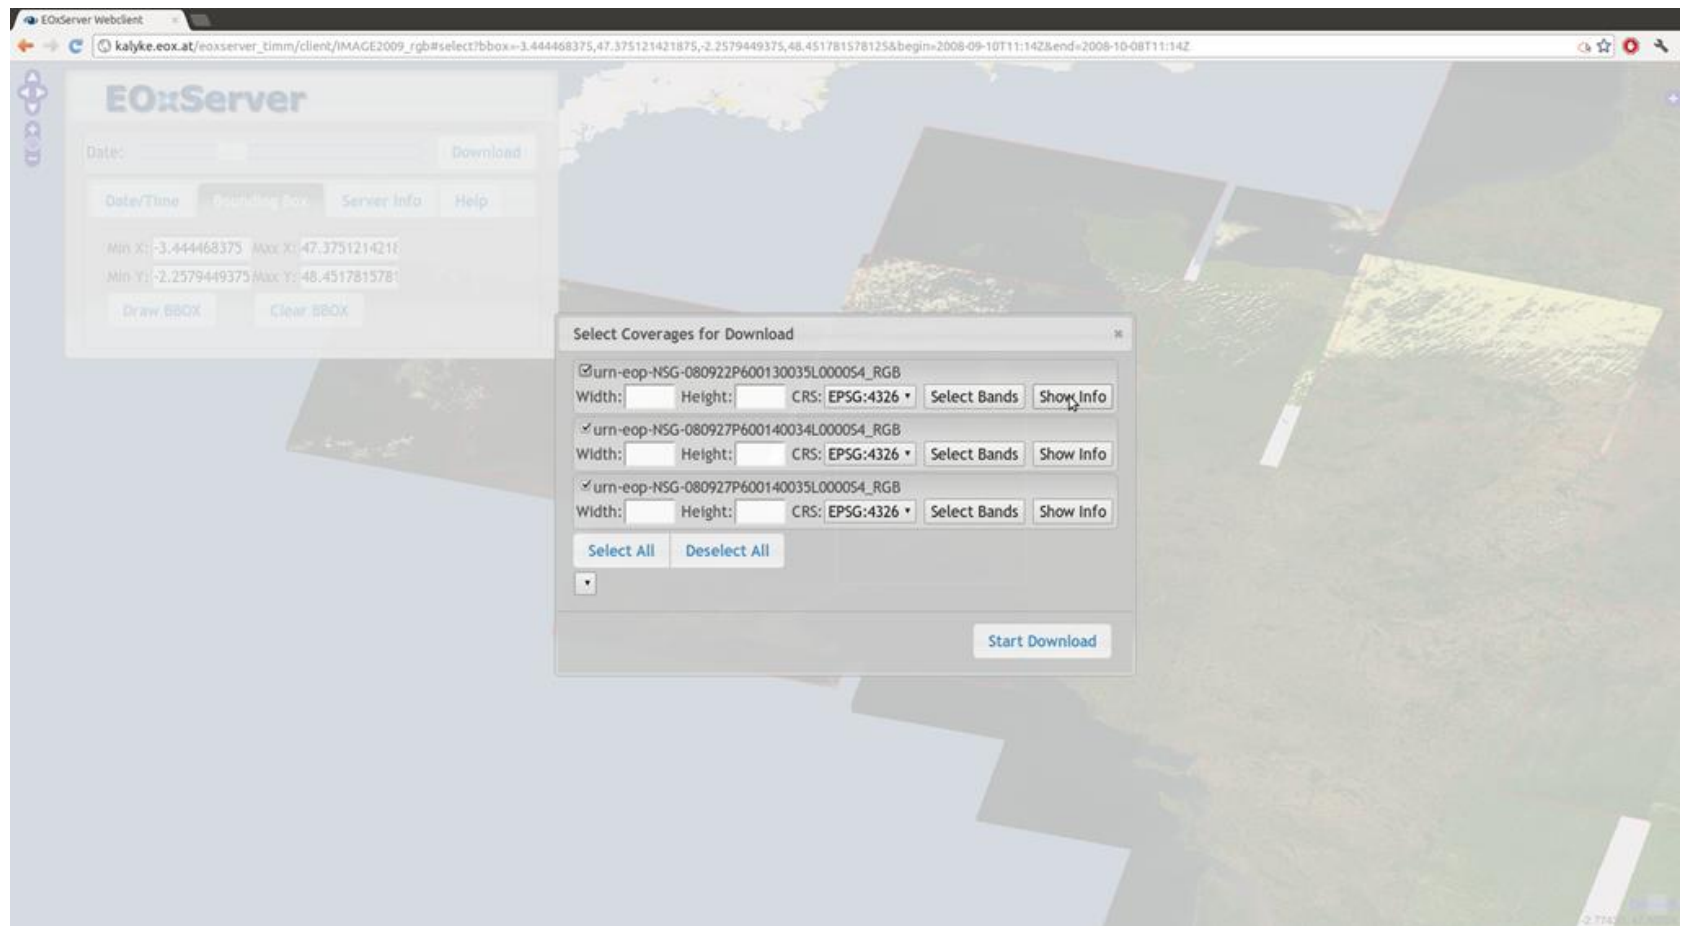 EOxServer Webclient
kalyke.eox.at/eoxserver_timm/client/IMAGE2009_rgb#select?bbox=-3.444468375,47.375121421875,-2.2579449375,48.451781578125&begin=2008-09-10T11:14Z&end=2008-10-08T11:14Z
EOxServer
Date: Download
Date/Time Bounding Box Server Info Help
Min X: -3.444468375 Max X: 47.3751214218
Min Y: -2.2579449375 Max Y: 48.4517815781
Draw BBOX Clear BBOX
Select Coverages for Download
urn-eop-NSG-080922P600130035L0000S4_RGB
Width: Height: CRS: EPSG:4326 Select Bands Show Info
urn-eop-NSG-080927P600140034L0000S4_RGB
Width: Height: CRS: EPSG:4326 Select Bands Show Info
urn-eop-NSG-080927P600140035L0000S4_RGB
Width: Height: CRS: EPSG:4326 Select Bands Show Info
Select All Deselect All
Start Download